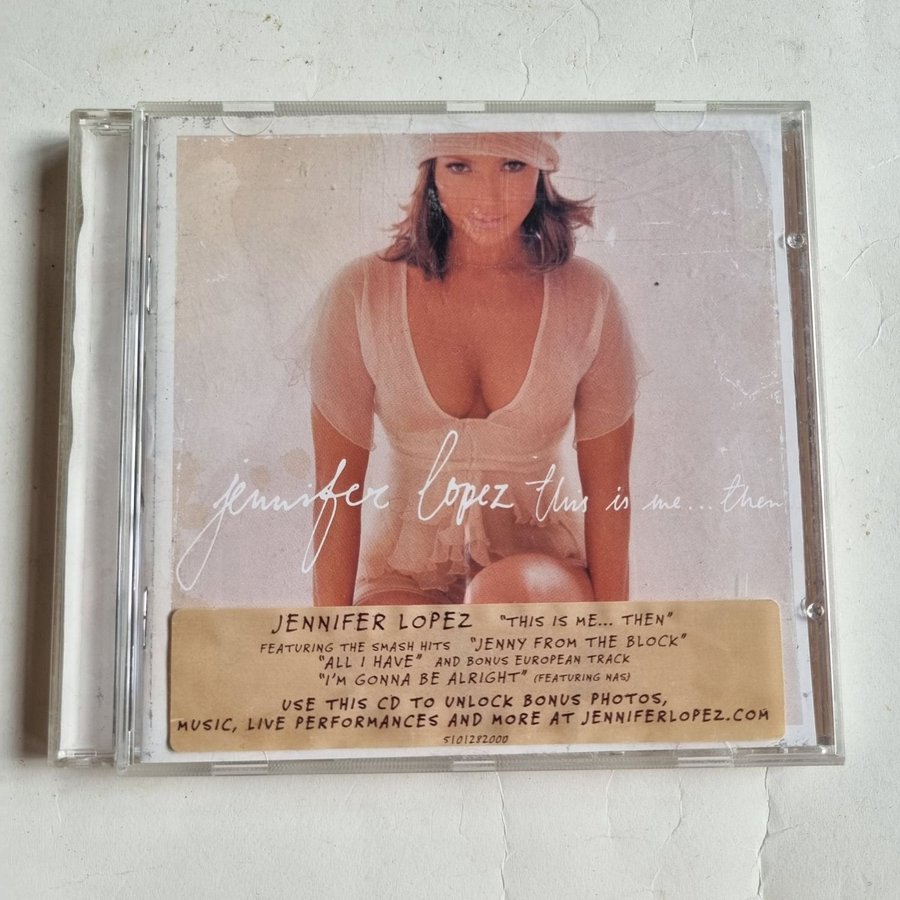 jennifer lopez this is me... then
JENNIFER LOPEZ "THIS IS ME... THEN"
FEATURING THE SMASH HITS "JENNY FROM THE BLOCK"
"ALL I HAVE" AND BONUS EUROPEAN TRACK
"I'M GONNA BE ALRIGHT" (FEATURING NAS)
USE THIS CD TO UNLOCK BONUS PHOTOS,
MUSIC, LIVE PERFORMANCES AND MORE AT JENNIFERLOPEZ.COM
5101282000